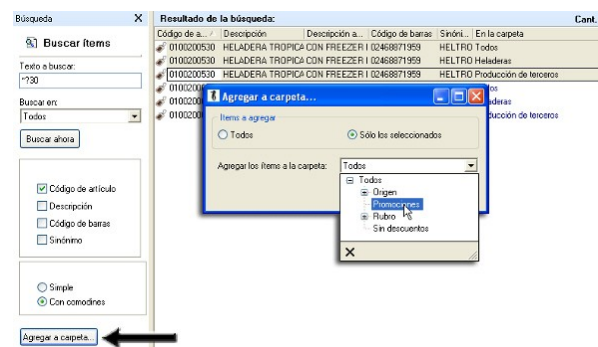 Búsqueda X
Buscar ítems
Texto a buscar:
*?30
Buscar en:
Todos
Buscar ahora
Código de artículo
Descripción
Código de barras
Sinónimo
Simple
Con comodines
Agregar a carpeta...
Resultado de la búsqueda: Cant.
Código de a... / Descripción Descripción a... Código de barras Sinóni... En la carpeta
0100200530 HELADERA TROPICA CON FREEZER I 02468871959 HELTRO Todos
0100200530 HELADERA TROPICA CON FREEZER I 02468871959 HELTRO Heladeras
0100200530 HELADERA TROPICA CON FREEZER I 02468871959 HELTRO Producción de terceros
Agregar a carpeta...
Items a agregar
Todos Sólo los seleccionados
Agregar los ítems a la carpeta: Todos
Todos
Origen
Promociones
Rubro
Sin descuentos